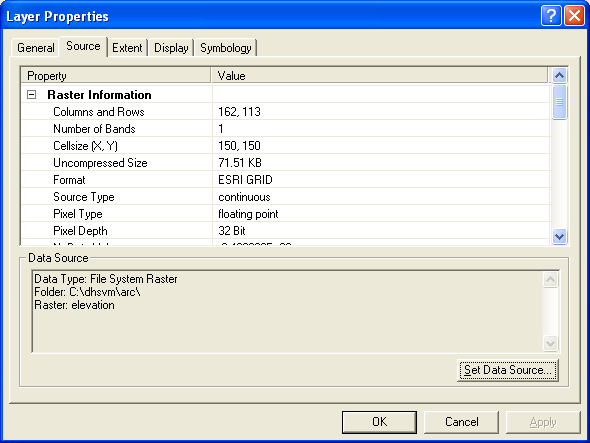 Layer Properties
General Source Extent Display Symbology
Property Value
Raster Information
Columns and Rows 162, 113
Number of Bands 1
Cellsize (X, Y) 150, 150
Uncompressed Size 71.51 KB
Format ESRI GRID
Source Type continuous
Pixel Type floating point
Pixel Depth 32 Bit
Data Source
Data Type: File System Raster
Folder: C:\dhsvm\arc\
Raster: elevation
Set Data Source...
OK Cancel Apply